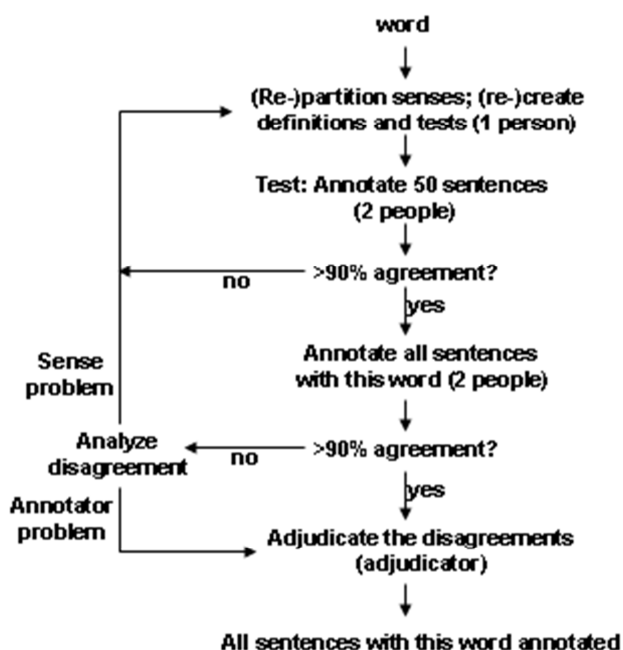 word
(Re-)partition senses; (re-)create
definitions and tests (1 person)
Test: Annotate 50 sentences
(2 people)
>90% agreement?
no
yes
Annotate all sentences
with this word (2 people)
Sense
problem
>90% agreement?
no
Analyze
disagreement
yes
Annotator
problem
Adjudicate the disagreements
(adjudicator)
All sentences with this word annotated